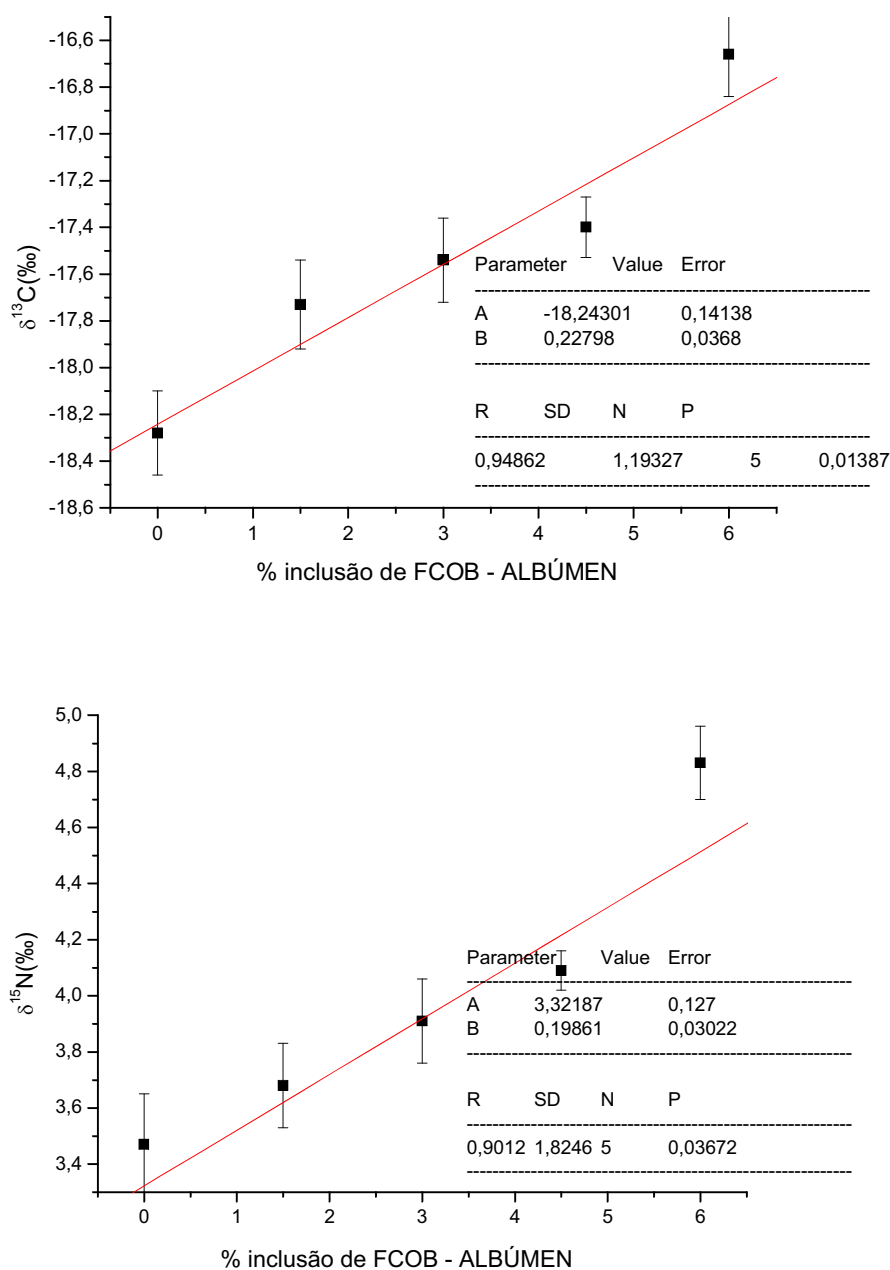 -16,6
-16,8
-17,0
-17,2
-17,4
-17,6
-17,8
-18,0
-18,2
-18,4
-18,6
δ13C(‰)
Parameter Value Error
A -18,24301 0,14138
B 0,22798 0,0368
R SD N P
0,94862 1,19327 5 0,01387
0 1 2 3 4 5 6
% inclusão de FCOB - ALBÚMEN
5,0
4,8
4,6
4,4
4,2
4,0
3,8
3,6
3,4
δ15N(‰)
Parameter Value Error
A 3,32187 0,127
B 0,19861 0,03022
R SD N P
0,9012 1,8246 5 0,03672
0 1 2 3 4 5 6
% inclusão de FCOB - ALBÚMEN